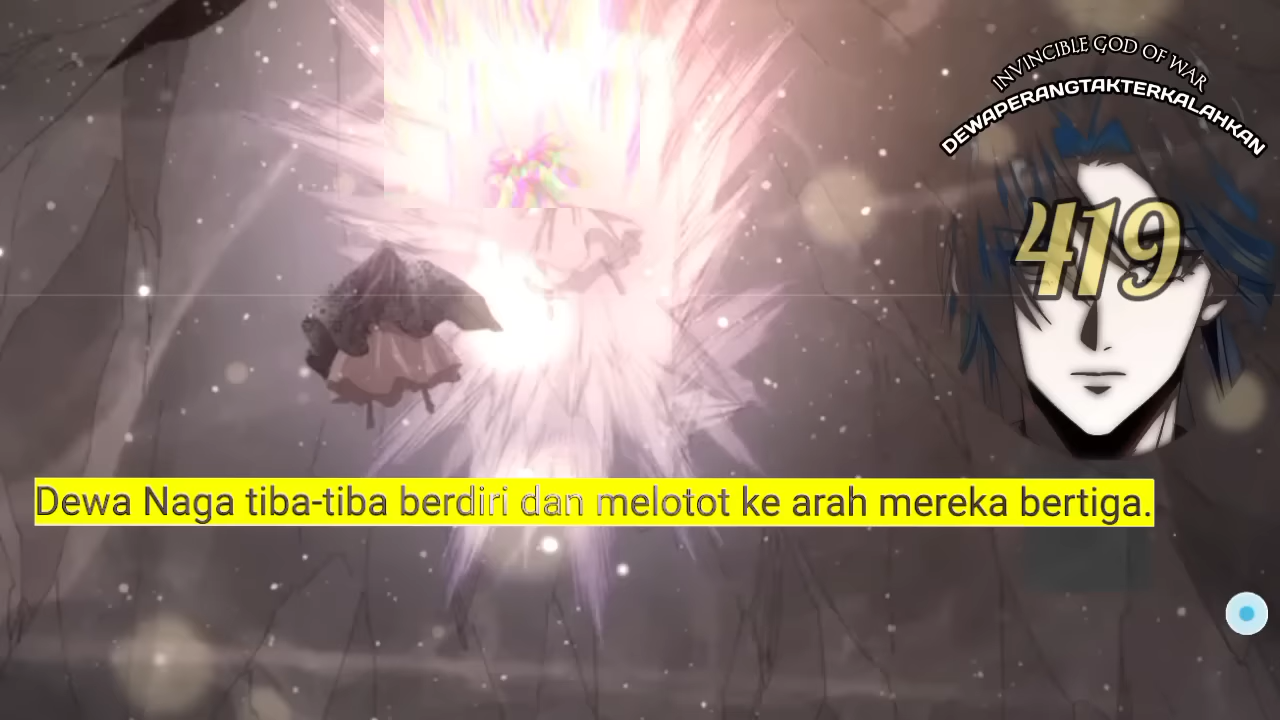 INVINCIBLE GOD OF WAR
DEWAPERANGTAKTERKALAHKAN
419
Dewa Naga tiba-tiba berdiri dan melotot ke arah mereka bertiga.